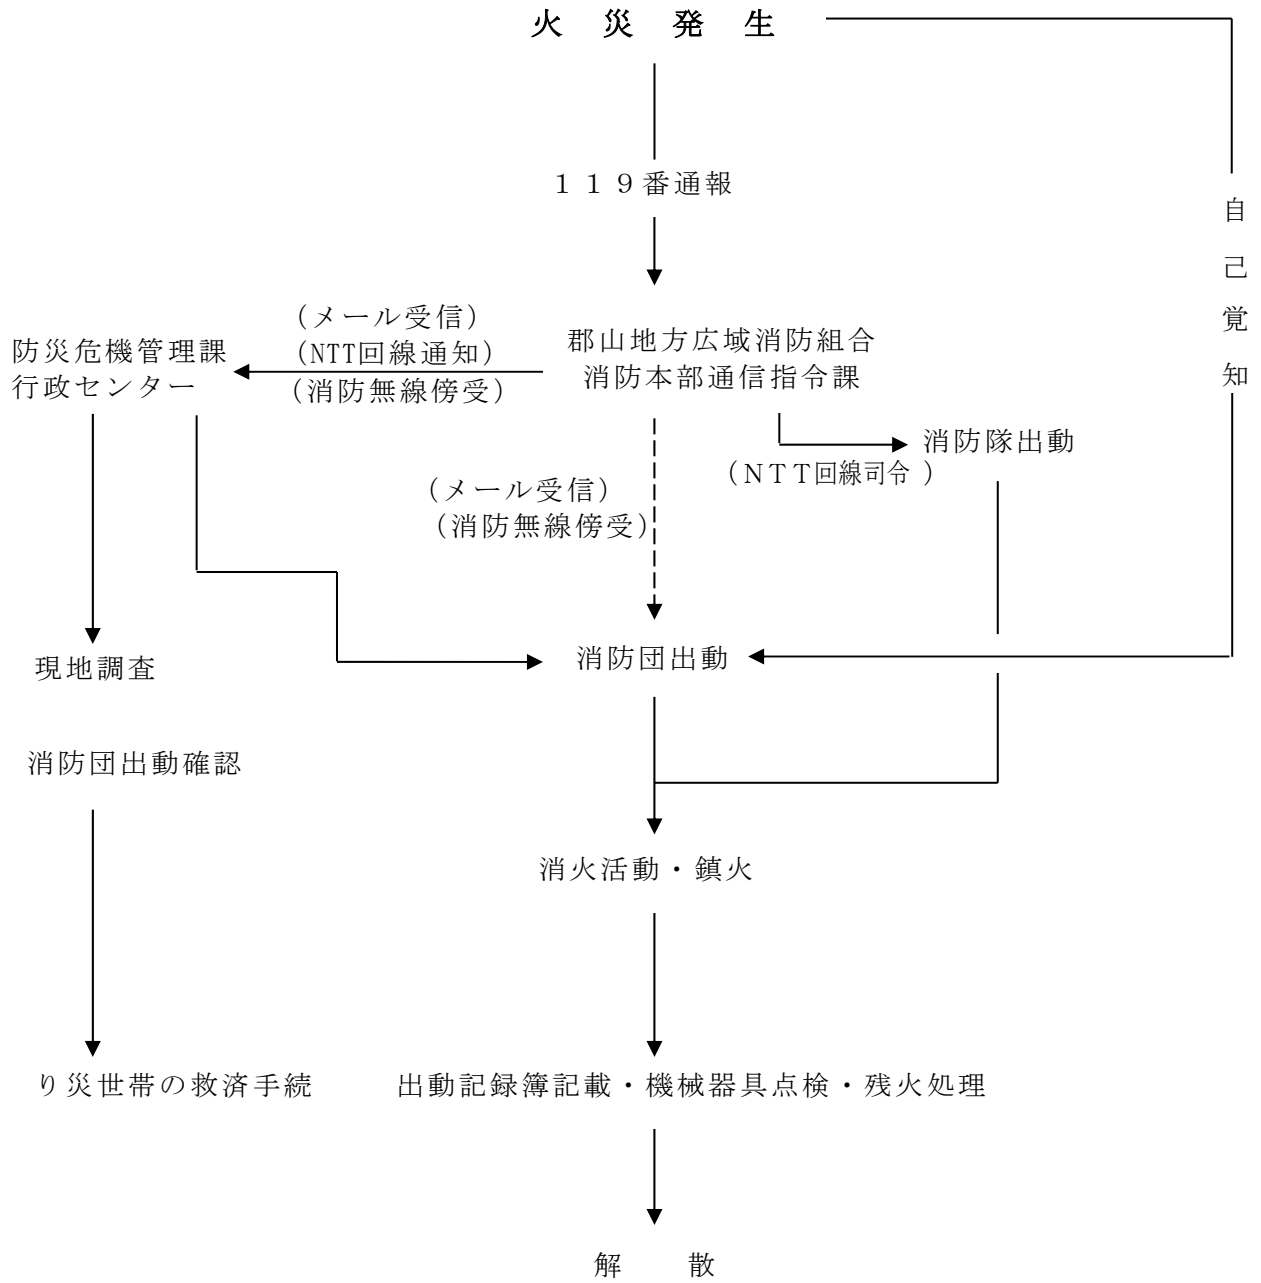 火　災　発　生
１１９番通報
自己覚知
（メール受信）
（NTT回線通知）
（消防無線傍受）
防災危機管理課
行政センター
郡山地方広域消防組合
消防本部通信指令課
消防隊出動
（ＮＴＴ回線司令 ）
（メール受信）
（消防無線傍受）
消防団出動
現地調査
消防団出動確認
消火活動・鎮火
り災世帯の救済手続
出動記録簿記載・機械器具点検・残火処理
解　　散